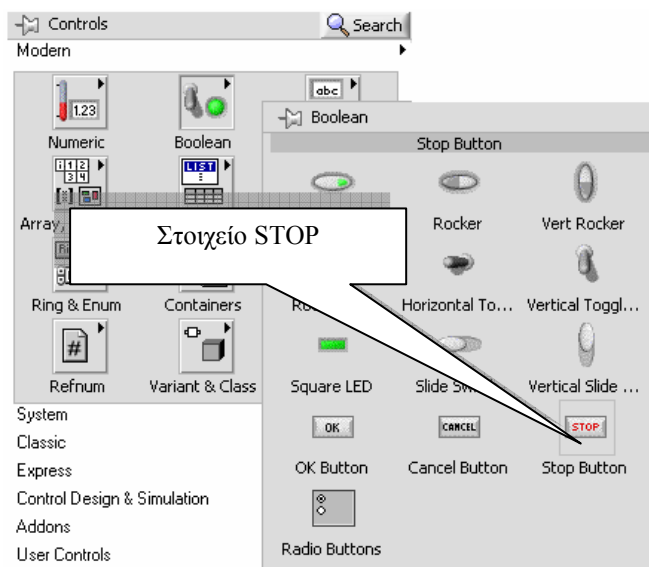 Controls
Search
Modern
1.23
abc
Numeric
Boolean
Boolean
Stop Button
LIST
Rocker
Vert Rocker
Array,
Στοιχείο STOP
Ring & Enum
Containers
Horizontal To...
Vertical Toggl...
#
Refnum
Variant & Class
Square LED
Vertical Slide ...
System
Classic
Express
Control Design & Simulation
Addons
User Controls
OK
CANCEL
STOP
OK Button
Cancel Button
Stop Button
Radio Buttons